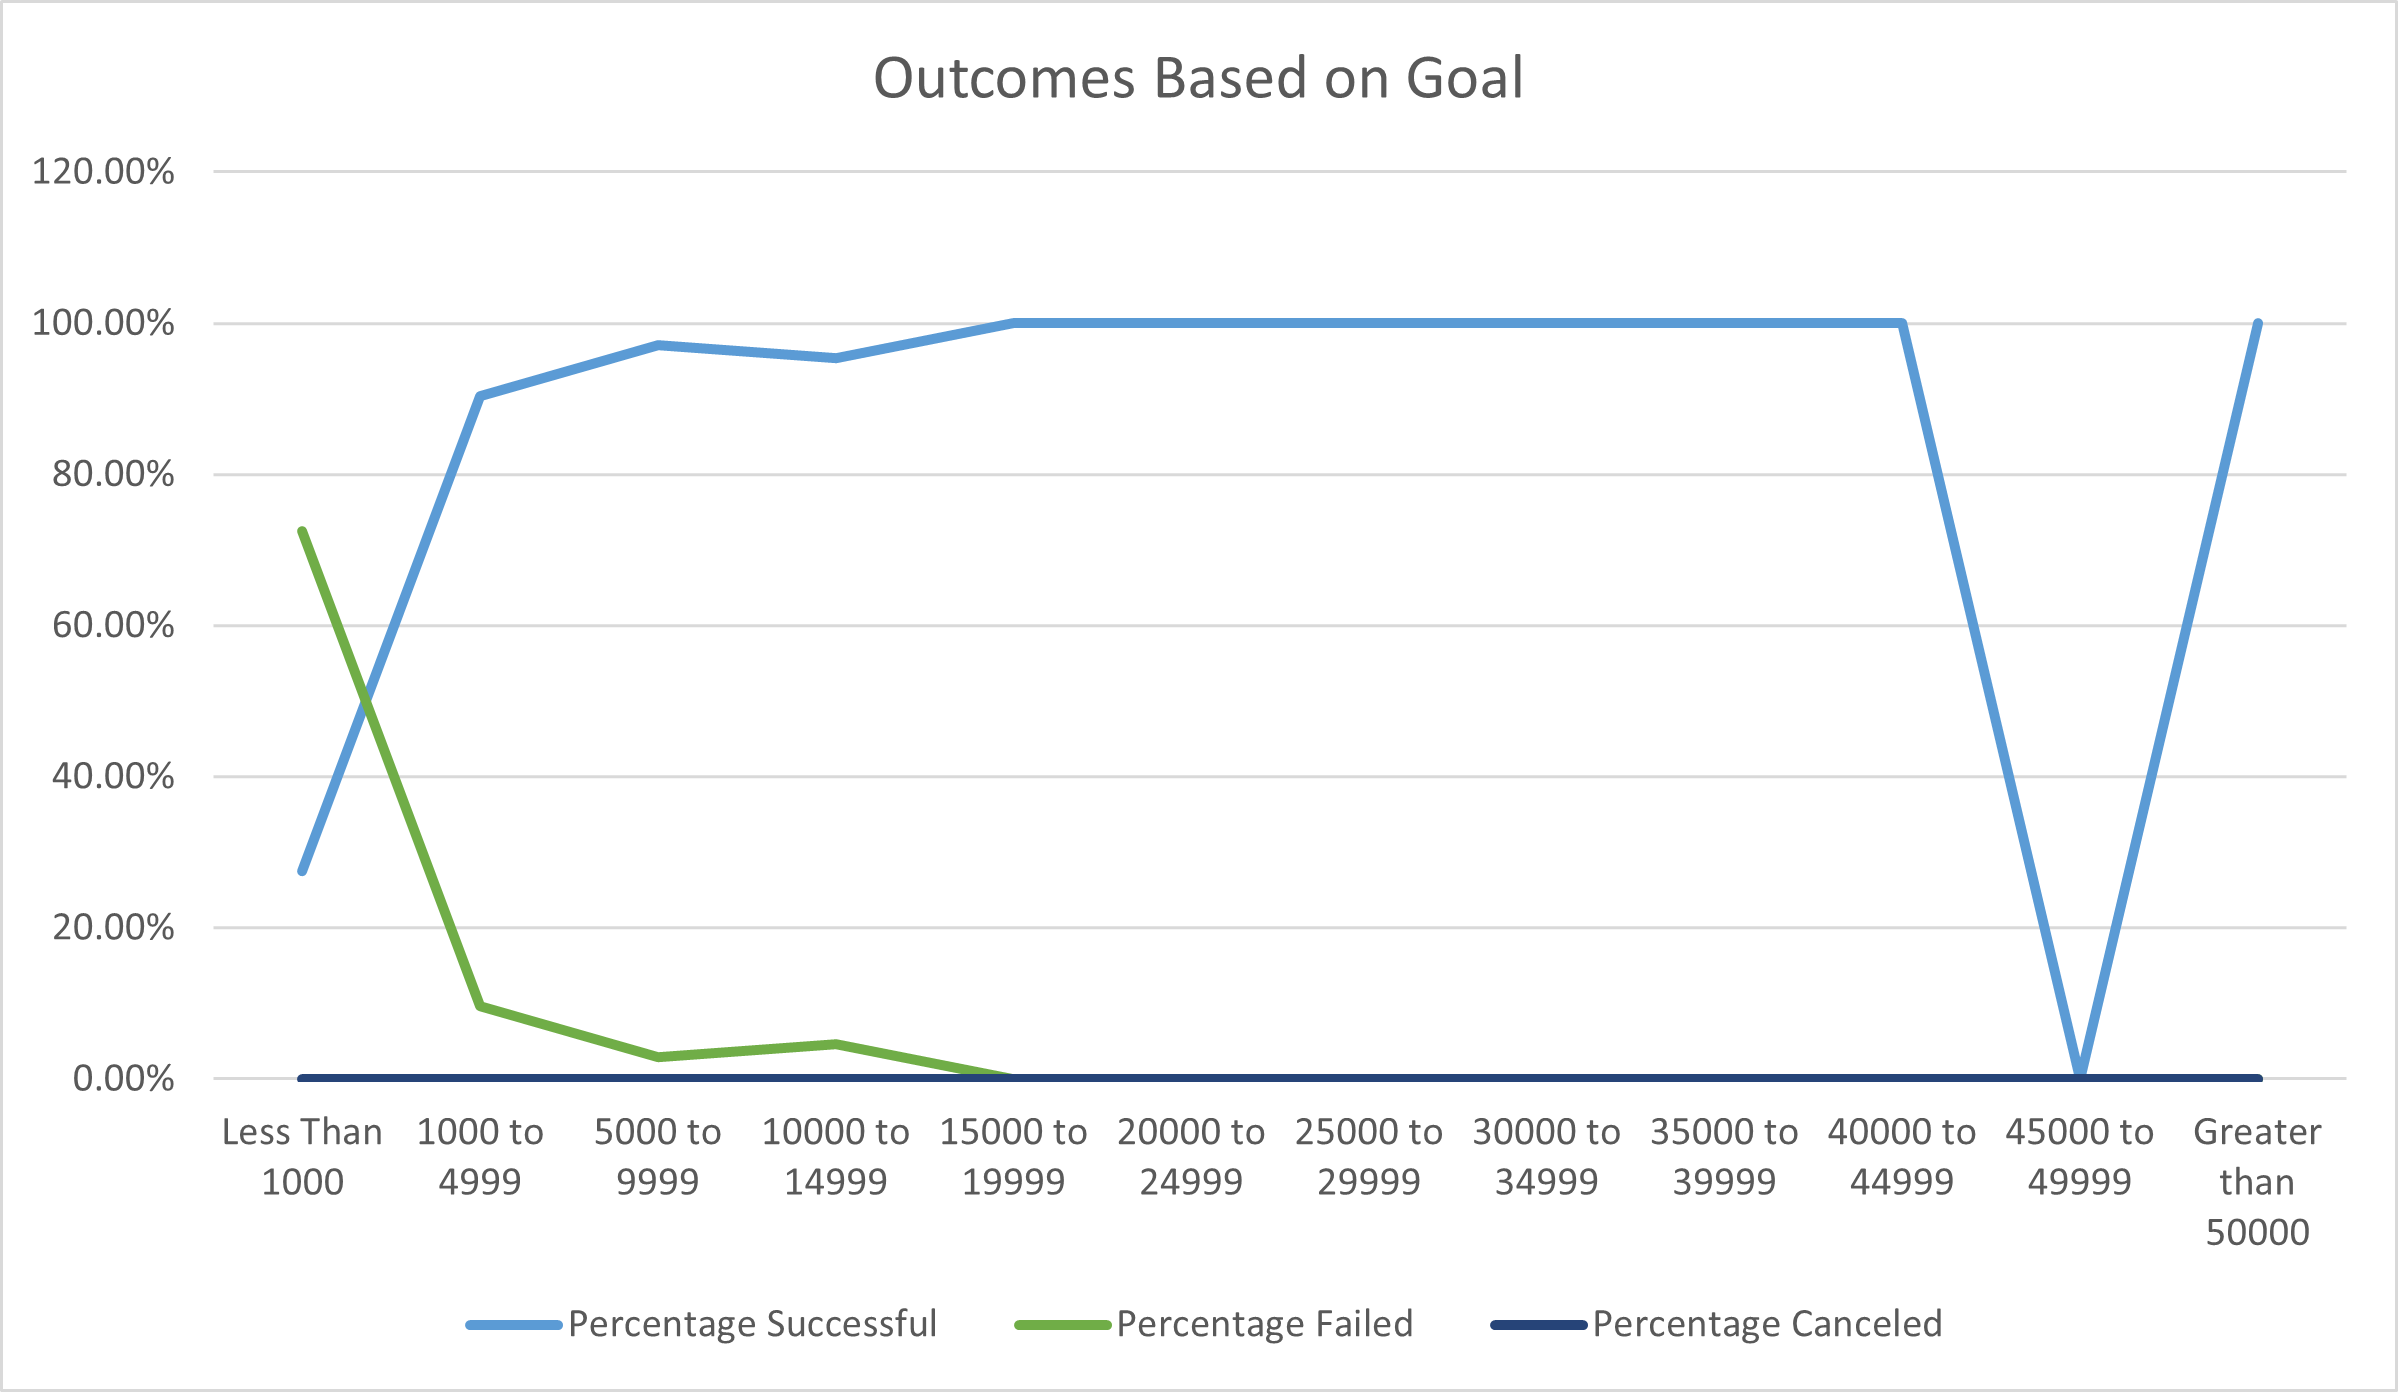 Outcomes Based on Goal
120.00%
100.00%
80.00%
60.00%
40.00%
20.00%
0.00%
Less Than 1000
1000 to 4999
5000 to 9999
10000 to 14999
15000 to 19999
20000 to 24999
25000 to 29999
30000 to 34999
35000 to 39999
40000 to 44999
45000 to 49999
Greater than 50000
Percentage Successful
Percentage Failed
Percentage Canceled